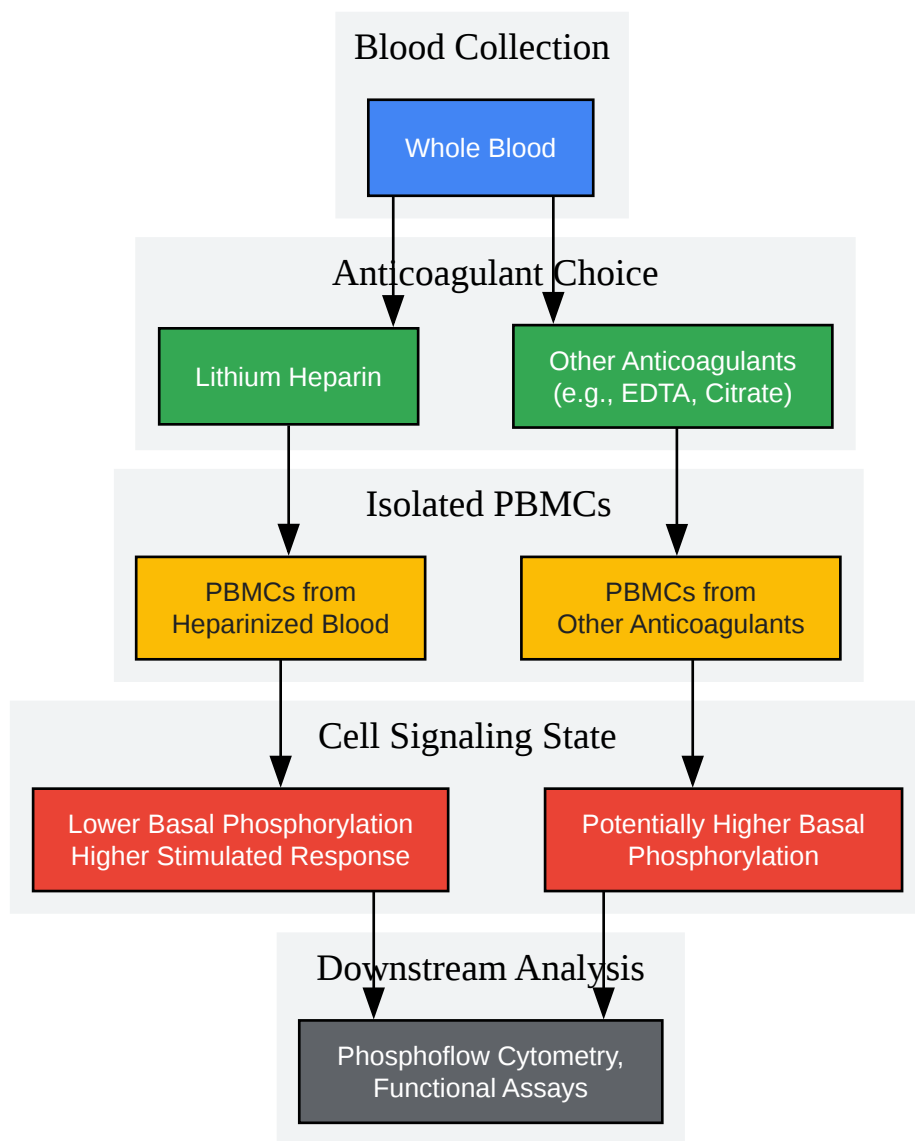 Blood Collection
Whole Blood
Anticoagulant Choice
Lithium Heparin
Other Anticoagulants
(e.g., EDTA, Citrate)
Isolated PBMCs
PBMCs from
Heparinized Blood
PBMCs from
Other Anticoagulants
Cell Signaling State
Lower Basal Phosphorylation
Higher Stimulated Response
Potentially Higher Basal
Phosphorylation
Downstream Analysis
Phosphoflow Cytometry,
Functional Assays